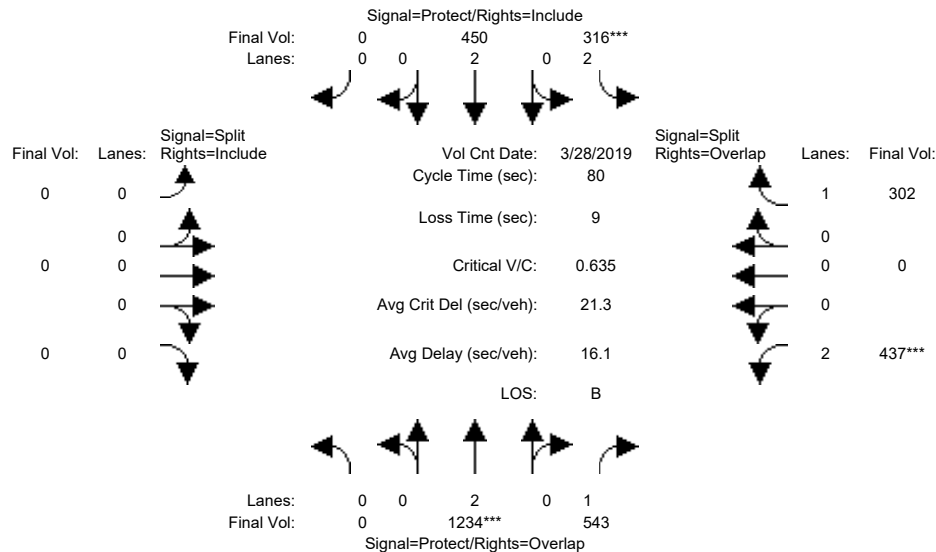 Signal=Protect/Rights=Include
Final Vol: 0 450 316***
Lanes: 0 0 2 0 2
Signal=Split Signal=Split
Final Vol: Lanes: Rights=Include Vol Cnt Date: 3/28/2019 Rights=Overlap Lanes: Final Vol:
Cycle Time (sec): 80
0 0 1 302
Loss Time (sec): 9
0 0
0 0 Critical V/C: 0.635 0 0
0 Avg Crit Del (sec/veh): 21.3 0
0 0 Avg Delay (sec/veh): 16.1 2 437***
LOS: B
Lanes: 0 0 2 0 1
Final Vol: 0 1234*** 543
Signal=Protect/Rights=Overlap